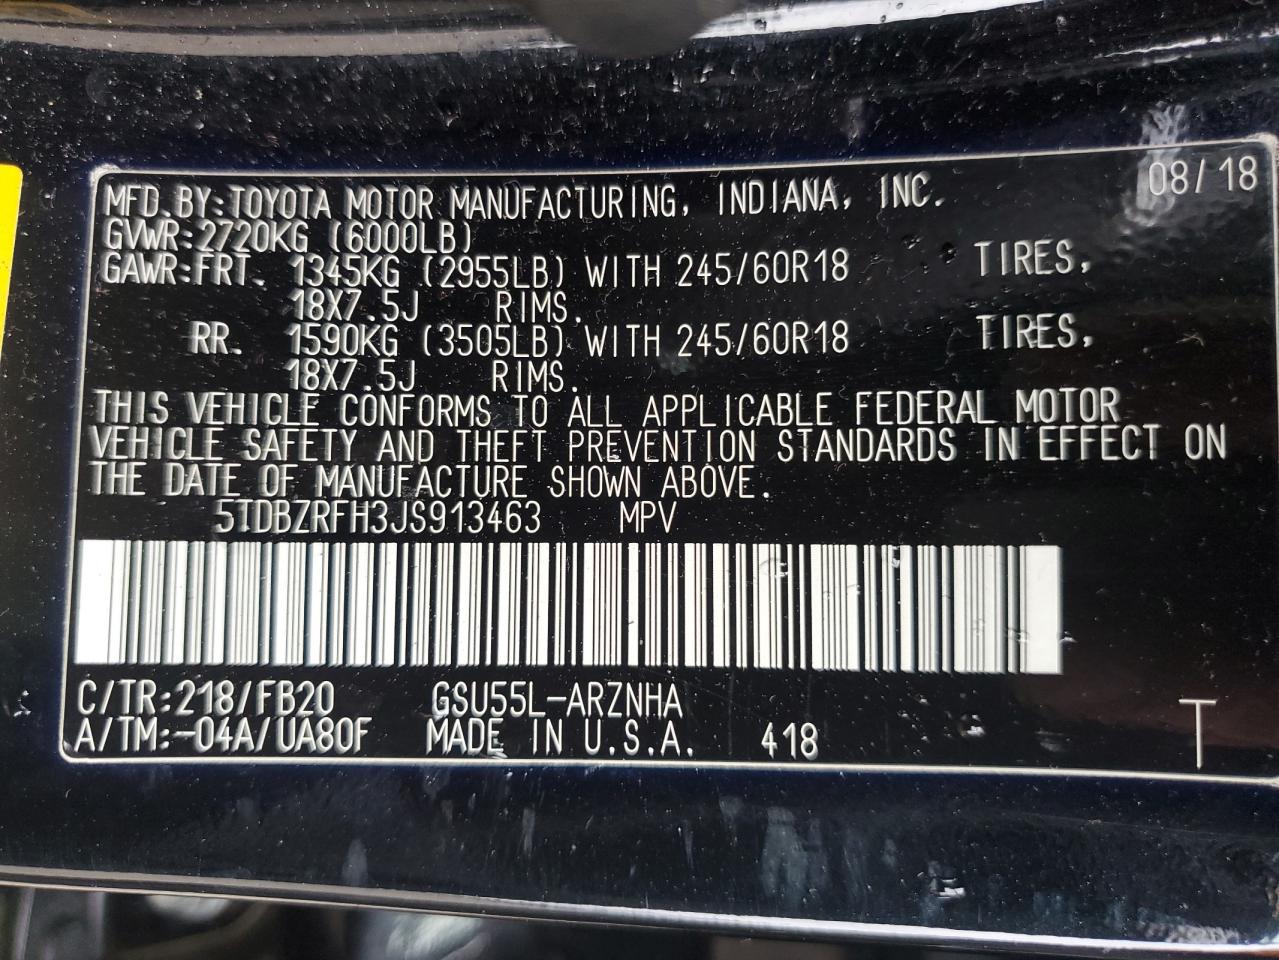 08/18
MFD.BY:TOYOTA MOTOR MANUFACTURING, INDIANA, INC.
GVWR:2720KG (6000LB)
GAWR:FRT. 1345KG (2955LB) WITH 245/60R18 TIRES,
18X7.5J RIMS.
RR. 1590KG (3505LB) WITH 245/60R18 TIRES,
18X7.5J RIMS.
THIS VEHICLE CONFORMS TO ALL APPLICABLE FEDERAL MOTOR
VEHICLE SAFETY AND THEFT PREVENTION STANDARDS IN EFFECT ON
THE DATE OF MANUFACTURE SHOWN ABOVE.
5TDBZRFH3JS913463 MPV
C/TR:218/FB20 GSU55L-ARZNHA
A/TM:-04A/UA80F MADE IN U.S.A. 418 T